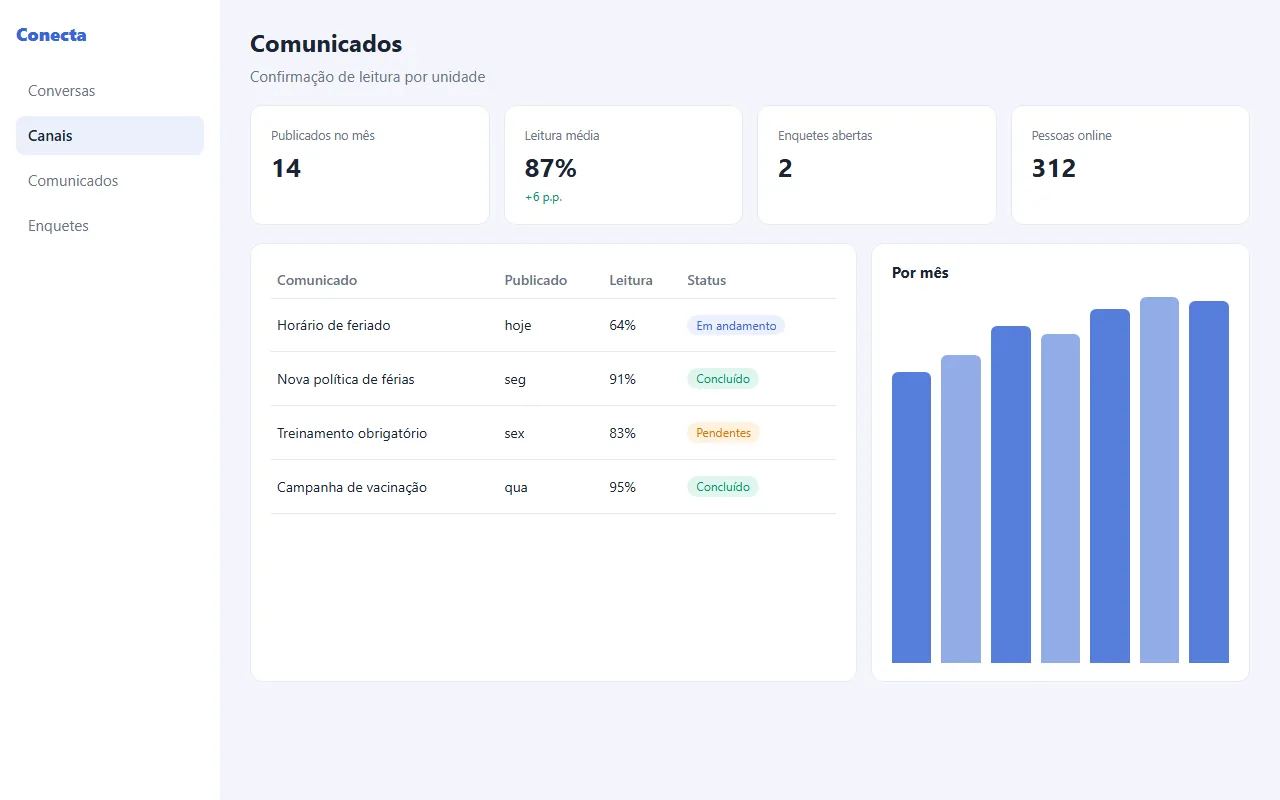 Conecta
Conversas
Canais
Comunicados
Enquetes
Comunicados
Confirmação de leitura por unidade
Publicados no mês
14
Leitura média
87%
+6 p.p.
Enquetes abertas
2
Pessoas online
312
Comunicado Publicado Leitura Status
Horário de feriado hoje 64% Em andamento
Nova política de férias seg 91% Concluído
Treinamento obrigatório sex 83% Pendentes
Campanha de vacinação qua 95% Concluído
Por mês